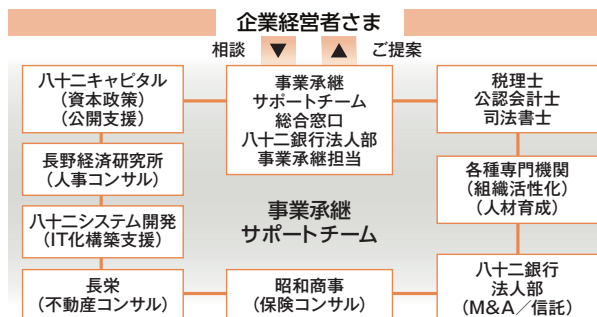 企業経営者さま
相談 ▼ ▲ ご提案
八十二キャピタル
(資本政策)
(公開支援)
事業承継
サポートチーム
総合窓口
八十二銀行法人部
事業承継担当
税理士
公認会計士
司法書士
長野経済研究所
(人事コンサル)
各種専門機関
(組織活性化)
(人材育成)
八十二システム開発
(IT化構築支援)
事業承継
サポートチーム
長栄
(不動産コンサル)
昭和商事
(保険コンサル)
八十二銀行
法人部
(M&A/信託)